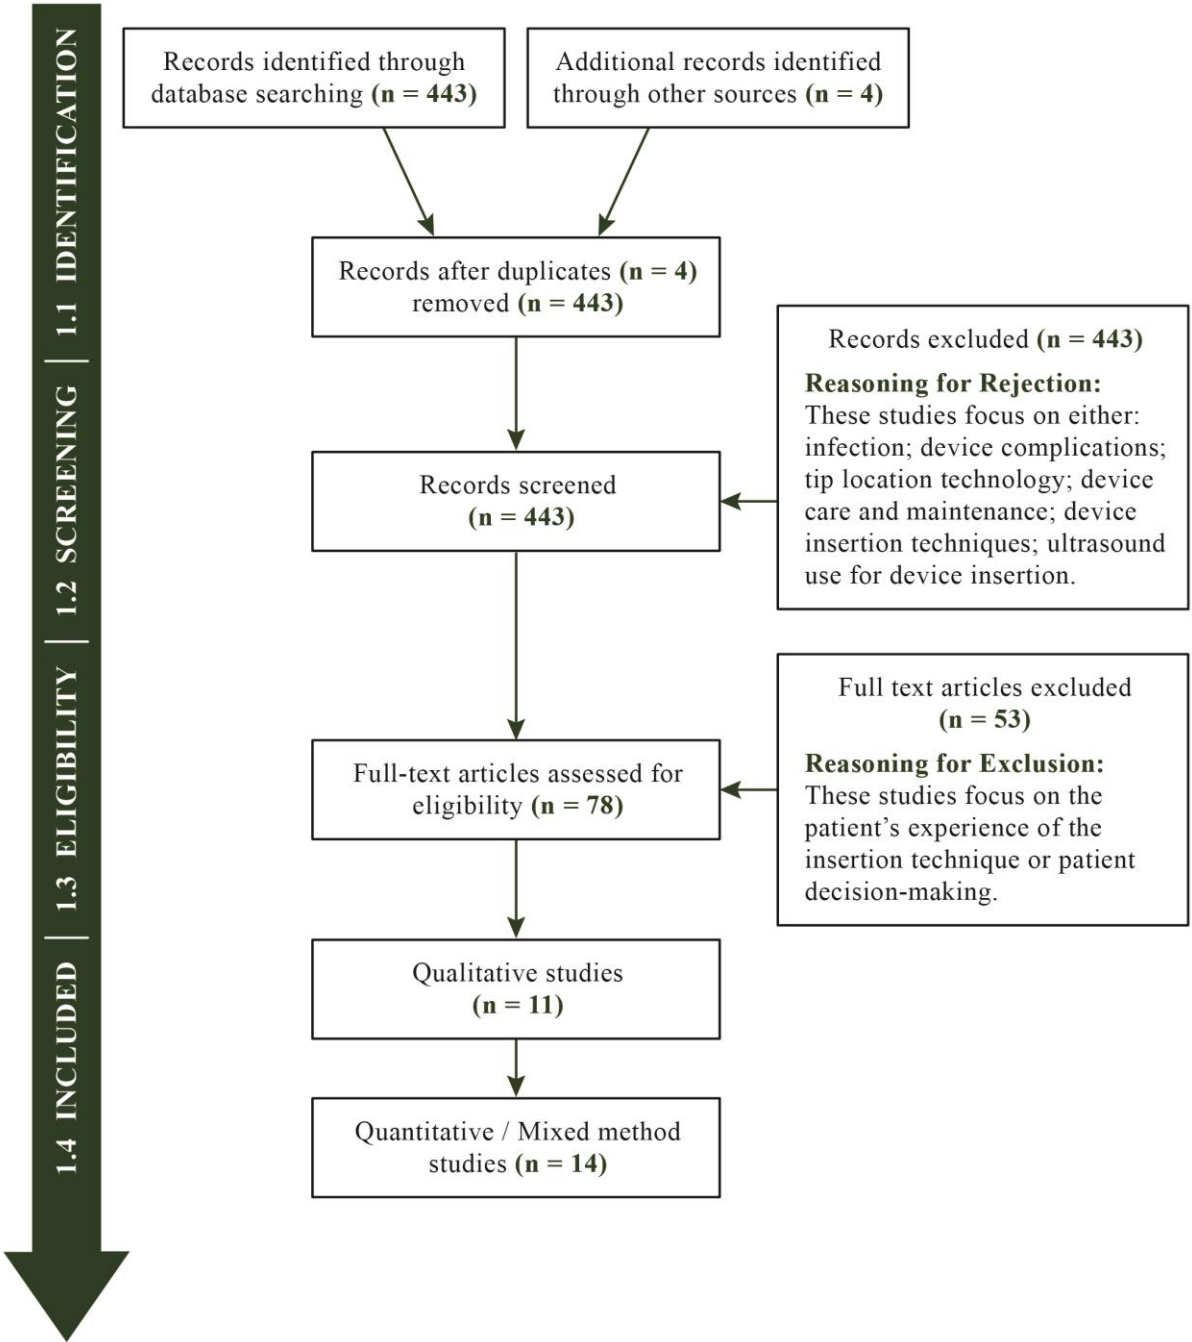 1.1 IDENTIFICATION
Records identified through
database searching (n = 443)
Additional records identified
through other sources (n = 4)
Records after duplicates (n = 4)
removed (n = 443)
1.2 SCREENING
Records screened
(n = 443)
Records excluded (n = 443)
Reasoning for Rejection:
These studies focus on either:
infection; device complications;
tip location technology; device
care and maintenance; device
insertion techniques; ultrasound
use for device insertion.
1.3 ELIGIBILITY
Full-text articles assessed for
eligibility (n = 78)
Full text articles excluded
(n = 53)
Reasoning for Exclusion:
These studies focus on the
patient’s experience of the
insertion technique or patient
decision-making.
1.4 INCLUDED
Qualitative studies
(n = 11)
Quantitative / Mixed method
studies (n = 14)